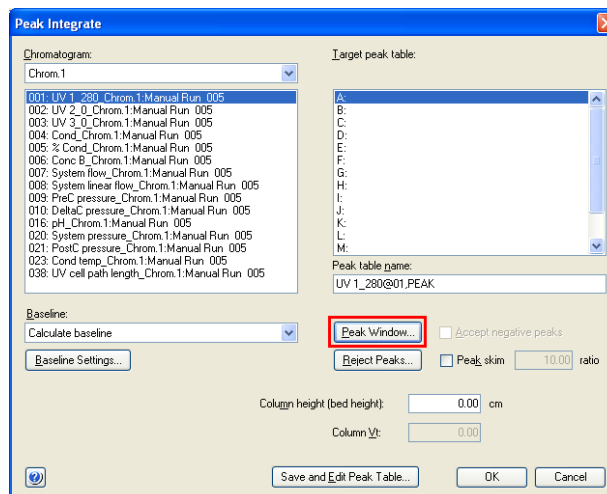 Peak Integrate
Chromatogram:
Chrom.1
001: UV 1_280_Chrom.1:Manual Run 005
002: UV 2_0_Chrom.1:Manual Run 005
003: UV 3_0_Chrom.1:Manual Run 005
004: Cond_Chrom.1:Manual Run 005
005: % Cond_Chrom.1:Manual Run 005
006: Conc B_Chrom.1:Manual Run 005
007: System flow_Chrom.1:Manual Run 005
008: System linear flow_Chrom.1:Manual Run 005
009: PreC pressure_Chrom.1:Manual Run 005
010: DeltaC pressure_Chrom.1:Manual Run 005
016: pH_Chrom.1:Manual Run 005
020: System pressure_Chrom.1:Manual Run 005
021: PostC pressure_Chrom.1:Manual Run 005
023: Cond temp_Chrom.1:Manual Run 005
038: UV cell path length_Chrom.1:Manual Run 005
Target peak table:
A:
B:
C:
D:
E:
F:
G:
H:
I:
J:
K:
L:
M:
Peak table name:
UV 1_280@01,PEAK
Baseline:
Calculate baseline
Baseline Settings...
Peak Window...
Accept negative peaks
Reject Peaks...
Peak skim
10.00
ratio
Column height (bed height):
0.00
cm
Column Vt:
0.00
Save and Edit Peak Table...
OK
Cancel